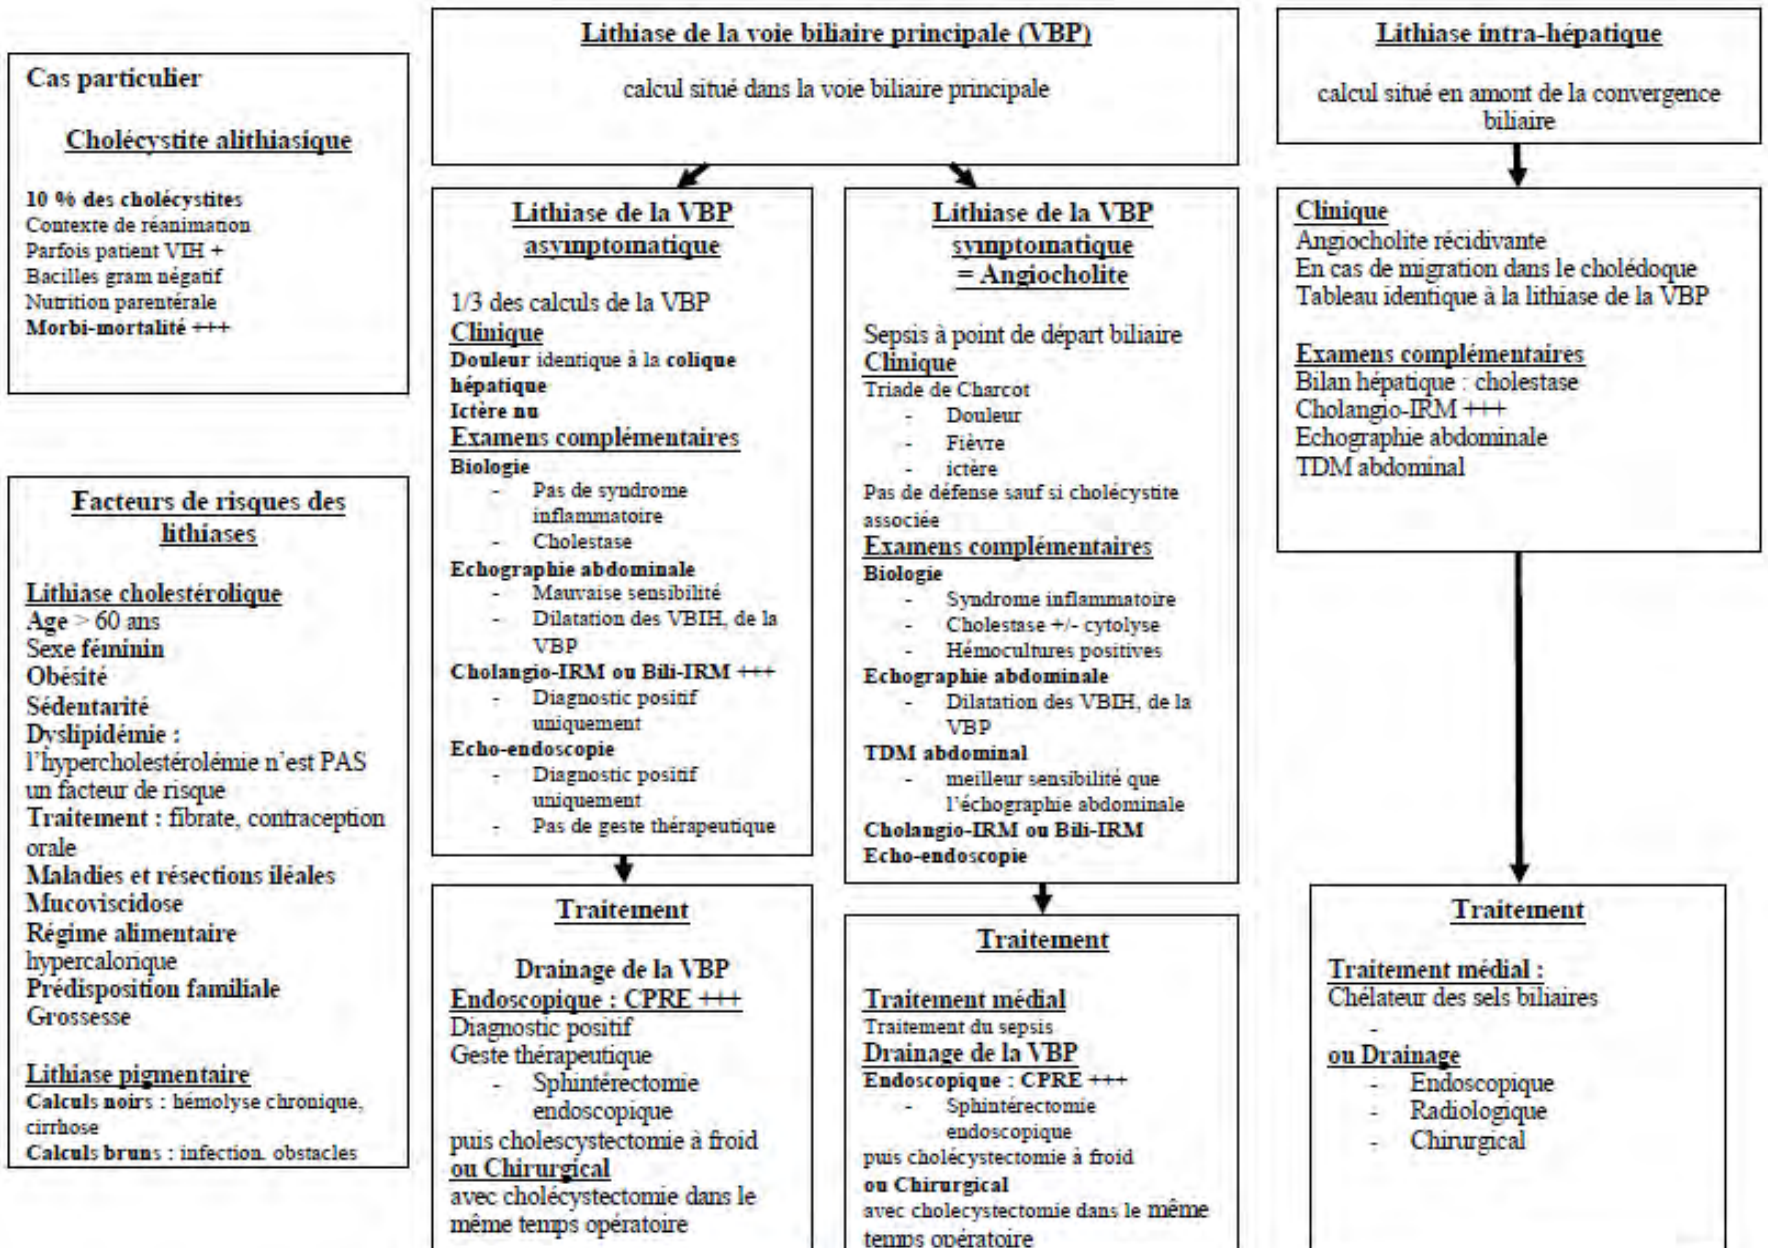 Cas particulier
Cholécystite alithiasique
10 % des cholécystites
Contexte de réanimation
Parfois patient VIH +
Bacilles gram négatif
Nutrition parentérale
Morbi-mortalité +++
Facteurs de risques des
lithiases
Lithiase cholestérolique
Age > 60 ans
Sexe féminin
Obésité
Sédentarité
Dyslipidémie :
l'hypercholestérolémie n'est PAS
un facteur de risque
Traitement : fibrate, contraception
orale
Maladies et résections iléales
Mucoviscidose
Régime alimentaire
hypercalorique
Prédisposition familiale
Grossesse
Lithiase pigmentaire
Calculs noirs : hémolyse chronique,
cirrhose
Calculs bruns : infection, obstacles
Lithiase de la voie biliaire principale (VBP)
calcul situé dans la voie biliaire principale
Lithiase de la VBP
asymptomatique
1/3 des calculs de la VBP
Clinique
Douleur identique à la colique
hépatique
Ictère nu
Examens complémentaires
Biologie
- Pas de syndrome
inflammatoire
- Cholestase
Echographie abdominale
- Mauvaise sensibilité
- Dilatation des VBIH, de la
VBP
Cholangio-IRM ou Bili-IRM +++
- Diagnostic positif
uniquement
Echo-endoscopie
- Diagnostic positif
uniquement
- Pas de geste thérapeutique
Traitement
Drainage de la VBP
Endoscopique : CPRE +++
Diagnostic positif
Geste thérapeutique
- Sphintérectomie
endoscopique
puis cholescystectomie à froid
ou Chirurgical
avec cholécystectomie dans le
même temps opératoire
Lithiase de la VBP
symptomatique
= Angiocholite
Sepsis à point de départ biliaire
Clinique
Triade de Charcot
- Douleur
- Fièvre
- ictère
Pas de défense sauf si cholécystite
associée
Examens complémentaires
Biologie
- Syndrome inflammatoire
- Cholestase +/- cytolyse
- Hémocultures positives
Echographie abdominale
- Dilatation des VBIH, de la
VBP
TDM abdominal
- meilleur sensibilité que
l'échographie abdominale
Cholangio-IRM ou Bili-IRM
Echo-endoscopie
Traitement
Traitement médial
Traitement du sepsis
Drainage de la VBP
Endoscopique : CPRE +++
- Sphintérectomie
endoscopique
puis cholécystectomie à froid
ou Chirurgical
avec cholecystectomie dans le même
temps opératoire
Lithiase intra-hépatique
calcul situé en amont de la convergence
biliaire
Clinique
Angiocholite récidivante
En cas de migration dans le cholédoque
Tableau identique à la lithiase de la VBP
Examens complémentaires
Bilan hépatique : cholestase
Cholangio-IRM +++
Echographie abdominale
TDM abdominal
Traitement
Traitement médial :
Chélateur des sels biliaires
-
ou Drainage
- Endoscopique
- Radiologique
- Chirurgical